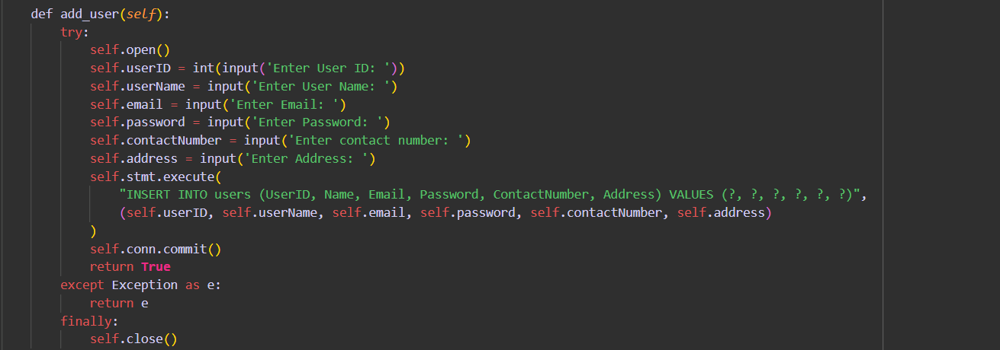 def add_user(self):
try:
self.open()
self.userID = int(input('Enter User ID: '))
self.userName = input('Enter User Name: ')
self.email = input('Enter Email: ')
self.password = input('Enter Password: ')
self.contactNumber = input('Enter contact number: ')
self.address = input('Enter Address: ')
self.stmt.execute(
"INSERT INTO users (UserID, Name, Email, Password, ContactNumber, Address) VALUES (?, ?, ?, ?, ?, ?)",
(self.userID, self.userName, self.email, self.password, self.contactNumber, self.address)
)
self.conn.commit()
return True
except Exception as e:
return e
finally:
self.close()